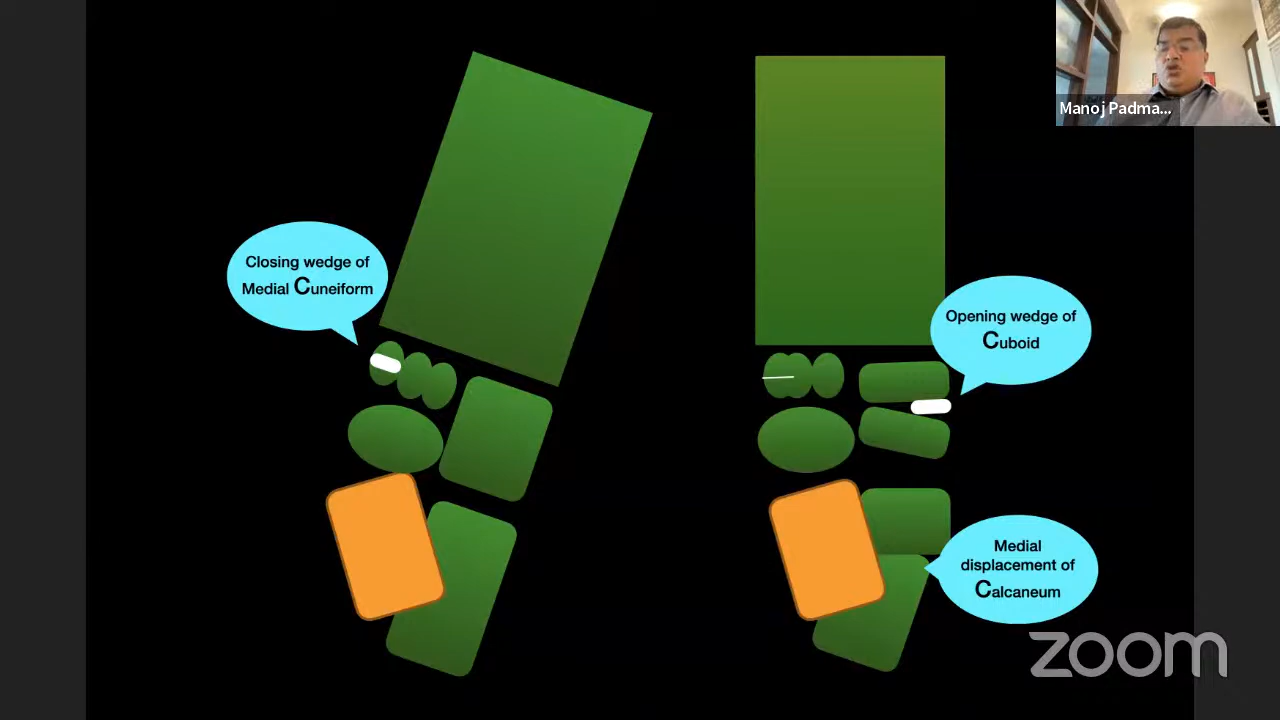 Manoj Padma...
Closing wedge of
Medial Cuneiform
Opening wedge of
Cuboid
Medial
displacement of
Calcaneum
zoom